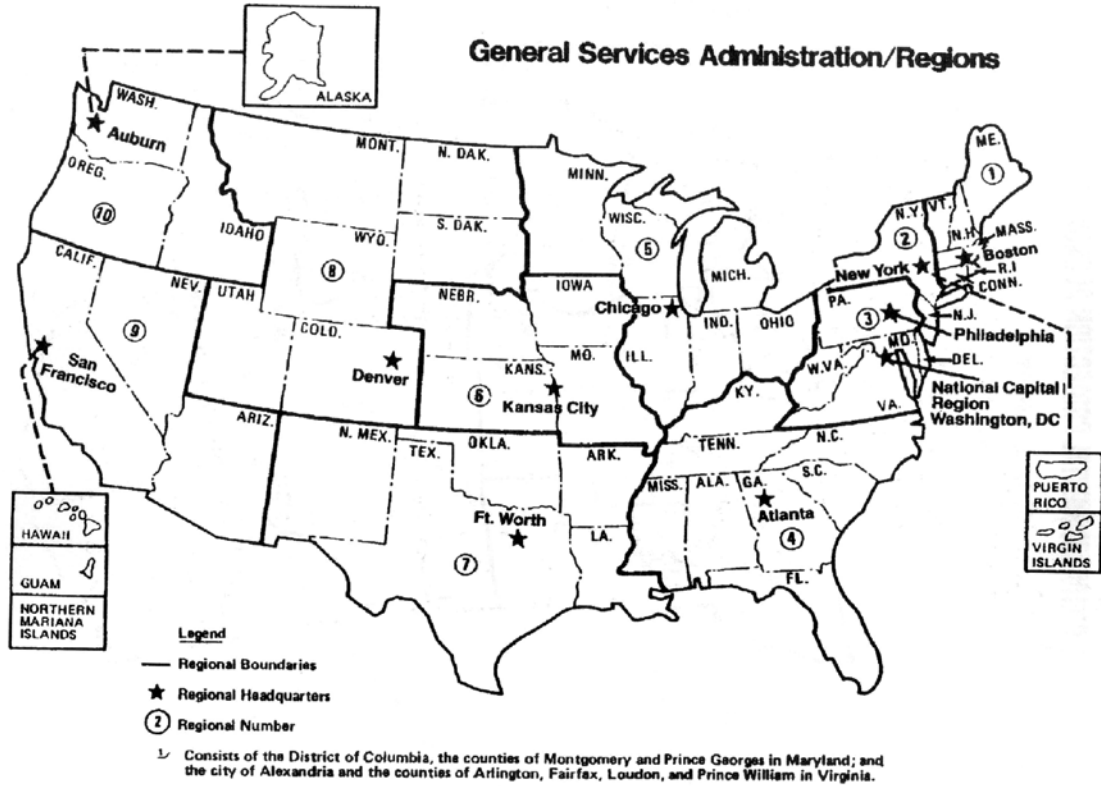 General Services Administration/Regions
ALASKA
WASH.
Auburn
OREG.
10
IDAHO
MONT.
N. DAK.
S. DAK.
WYO.
8
MINN.
WISC.
5
MICH.
ME.
1
N.Y.
VT.
2
N.H.
MASS.
Boston
R.I
CONN.
New York
CALIF.
NEV.
UTAH
9
San
Francisco
COLO.
Denver
NEBR.
IOWA
Chicago
KANS.
MO.
6
Kansas City
ILL.
IND.
OHIO
PA.
3
N.J.
Philadelphia
MD.
DEL.
W.VA
VA.
National Capital
Region
Washington, DC
KY.
ARIZ.
N. MEX.
TEX.
OKLA.
ARK.
TENN.
N.C.
S.C.
MISS.
ALA.
GA.
Atlanta
4
Ft. Worth
LA.
7
FL.
HAWAII
GUAM
NORTHERN
MARIANA
ISLANDS
PUERTO
RICO
VIRGIN
ISLANDS
Legend
Regional Boundaries
Regional Headquarters
2 Regional Number
1/ Consists of the District of Columbia, the counties of Montgomery and Prince Georges in Maryland; and
the city of Alexandria and the counties of Arlington, Fairfax, Loudon, and Prince William in Virginia.